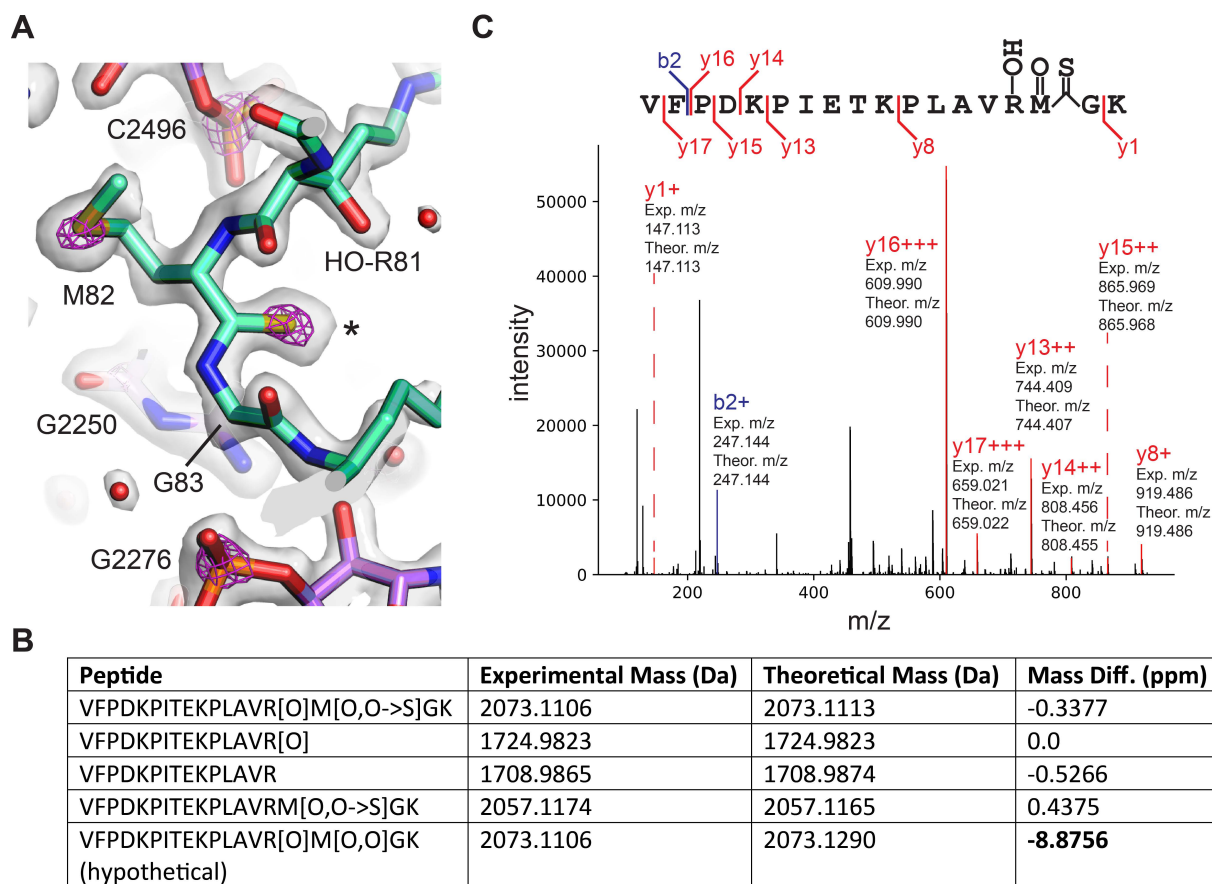 A
C2496
M82
HO-R81
*
G2250
G83
G2276
C
H
O O S
b2 y16 y14
V F P D K P I E T K P L A V R M G K
y17 y15 y13 y8 y1
intensity
50000
40000
30000
20000
10000
0
200 600 800
m/z
y1+
Exp. m/z
147.113
Theor. m/z
147.113
b2+
Exp. m/z
247.144
Theor. m/z
247.144
y16+++
Exp. m/z
609.990
Theor. m/z
609.990
y17+++
Exp. m/z
659.021
Theor. m/z
659.022
y13++
Exp. m/z
744.409
Theor. m/z
744.407
y14++
Exp. m/z
808.456
Theor. m/z
808.455
y15++
Exp. m/z
865.969
Theor. m/z
865.968
y8+
Exp. m/z
919.486
Theor. m/z
919.486
B
Peptide Experimental Mass (Da) Theoretical Mass (Da) Mass Diff. (ppm)
VFPDKPITEKPLAVR[O]M[O,O->S]GK 2073.1106 2073.1113 -0.3377
VFPDKPITEKPLAVR[O] 1724.9823 1724.9823 0.0
VFPDKPITEKPLAVR 1708.9865 1708.9874 -0.5266
VFPDKPITEKPLAVRM[O,O->S]GK 2057.1174 2057.1165 0.4375
VFPDKPITEKPLAVR[O]M[O,O]GK 2073.1106 2073.1290 -8.8756
(hypothetical)